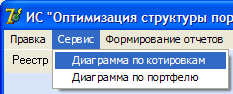 ИС "Оптимизация структуры пор
Правка Сервис Формирование отчетов
Реестр Диаграмма по котировкам
Диаграмма по портфелю